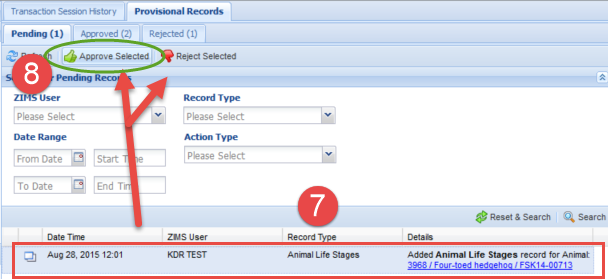 Transaction Session History Provisional Records
Pending (1) Approved (2) Rejected (1)
Approve Selected Reject Selected
8
Pending Records
ZIMS User Record Type
Please Select Please Select
Date Range Action Type
From Date Start Time Please Select
To Date End Time
7
Reset & Search Search
Date Time ZIMS User Record Type Details
Aug 28, 2015 12:01 KDR TEST Animal Life Stages Added Animal Life Stages record for Animal:
3968 / Four-toed hedgehog / FSK14-00713